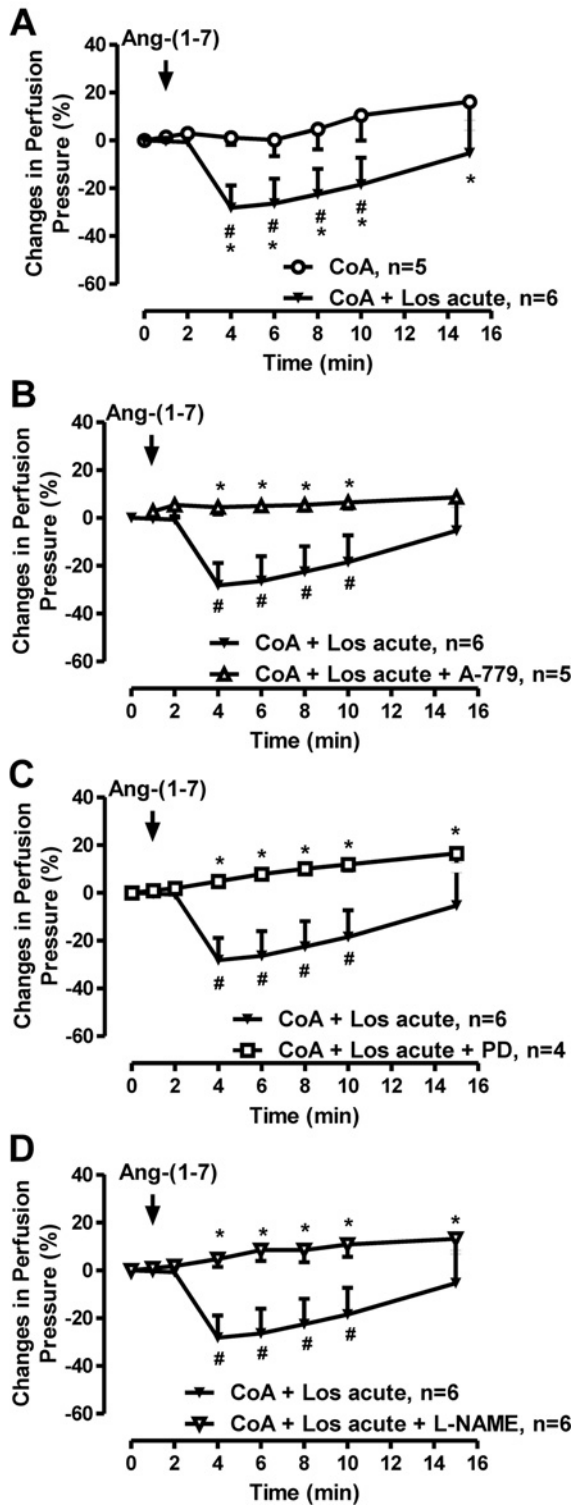 A
Ang-(1-7)
Changes in Perfusion
Pressure (%)
40
20
0
-20
-40
-60
# # # #
* * * * *
CoA, n=5
CoA + Los acute, n=6
0 2 4 6 8 10 12 14 16
Time (min)
B
Ang-(1-7)
Changes in Perfusion
Pressure (%)
40
20
0
-20
-40
-60
* * * *
# # # #
CoA + Los acute, n=6
CoA + Los acute + A-779, n=5
0 2 4 6 8 10 12 14 16
Time (min)
C
Ang-(1-7)
Changes in Perfusion
Pressure (%)
40
20
0
-20
-40
-60
* * * * *
# # # #
CoA + Los acute, n=6
CoA + Los acute + PD, n=4
0 2 4 6 8 10 12 14 16
Time (min)
D
Ang-(1-7)
Changes in Perfusion
Pressure (%)
40
20
0
-20
-40
-60
* * * * *
# # # #
CoA + Los acute, n=6
CoA + Los acute + L-NAME, n=6
0 2 4 6 8 10 12 14 16
Time (min)